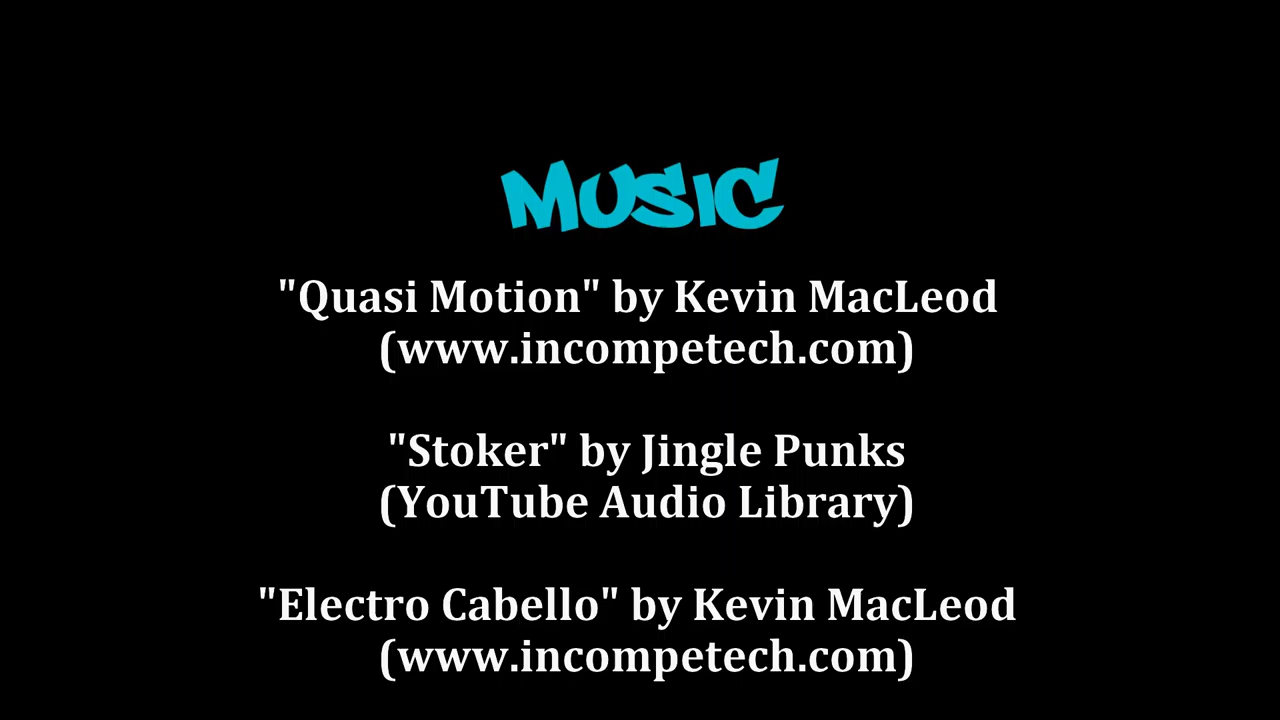 MUSIC
"Quasi Motion" by Kevin MacLeod
(www.incompetech.com)
"Stoker" by Jingle Punks
(YouTube Audio Library)
"Electro Cabello" by Kevin MacLeod
(www.incompetech.com)